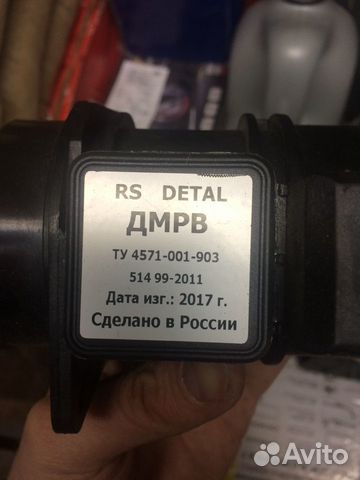 RS DETAL
ДМРВ
ТУ 4571-001-903
514 99-2011
Дата изг.: 2017 г.
Сделано в России
Avito